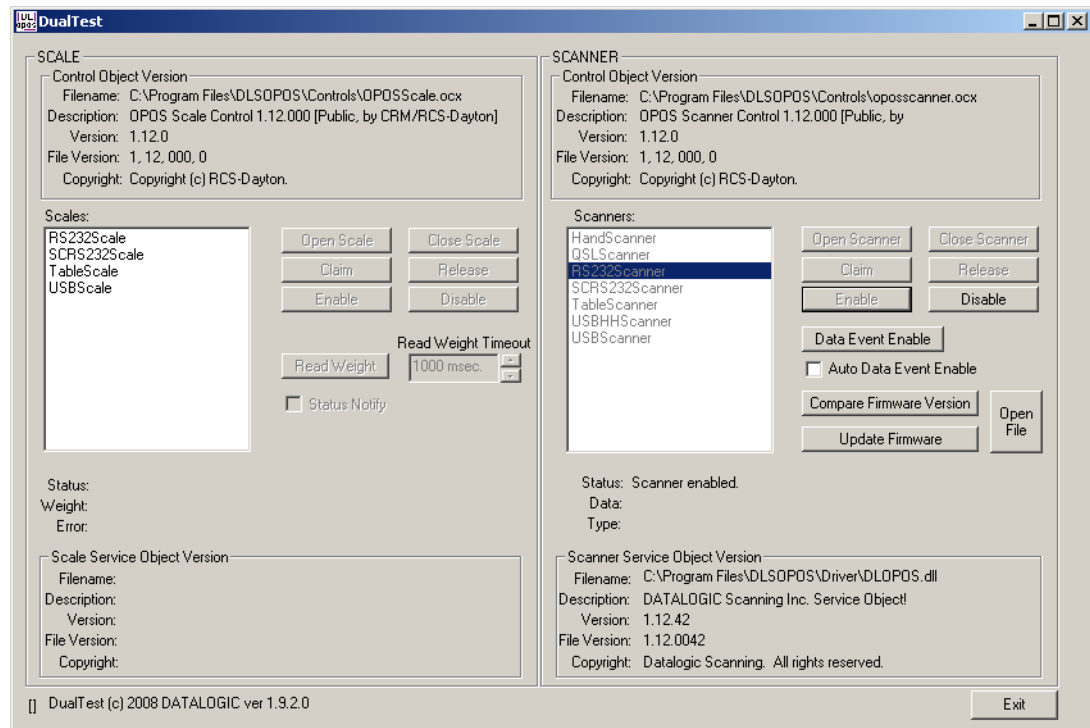 DualTest
SCALE
Control Object Version
Filename: C:\Program Files\DLSOPOS\Controls\OPOSScale.ocx
Description: OPOS Scale Control 1.12.000 [Public, by CRM/RCS-Dayton]
Version: 1.12.0
File Version: 1, 12, 000, 0
Copyright: Copyright (c) RCS-Dayton.
Scales:
RS232Scale
SCRS232Scale
TableScale
USBScale
Open Scale
Close Scale
Claim
Release
Enable
Disable
Read Weight Timeout
Read Weight
1000 msec.
Status Notify
Status:
Weight:
Error:
Scale Service Object Version
Filename:
Description:
Version:
File Version:
Copyright:
SCANNER
Control Object Version
Filename: C:\Program Files\DLSOPOS\Controls\oposscanner.ocx
Description: OPOS Scanner Control 1.12.000 [Public, by
Version: 1.12.0
File Version: 1, 12, 000, 0
Copyright: Copyright (c) RCS-Dayton.
Scanners:
HandScanner
QSLScanner
RS232Scanner
SCRS232Scanner
TableScanner
USBHHScanner
USBScanner
Open Scanner
Close Scanner
Claim
Release
Enable
Disable
Data Event Enable
Auto Data Event Enable
Compare Firmware Version
Update Firmware
Open
File
Status: Scanner enabled.
Data:
Type:
Scanner Service Object Version
Filename: C:\Program Files\DLSOPOS\Driver\DLOPOS.dll
Description: DATALOGIC Scanning Inc. Service Object!
Version: 1.12.42
File Version: 1.12.0042
Copyright: Datalogic Scanning. All rights reserved.
[] DualTest (c) 2008 DATALOGIC ver 1.9.2.0
Exit